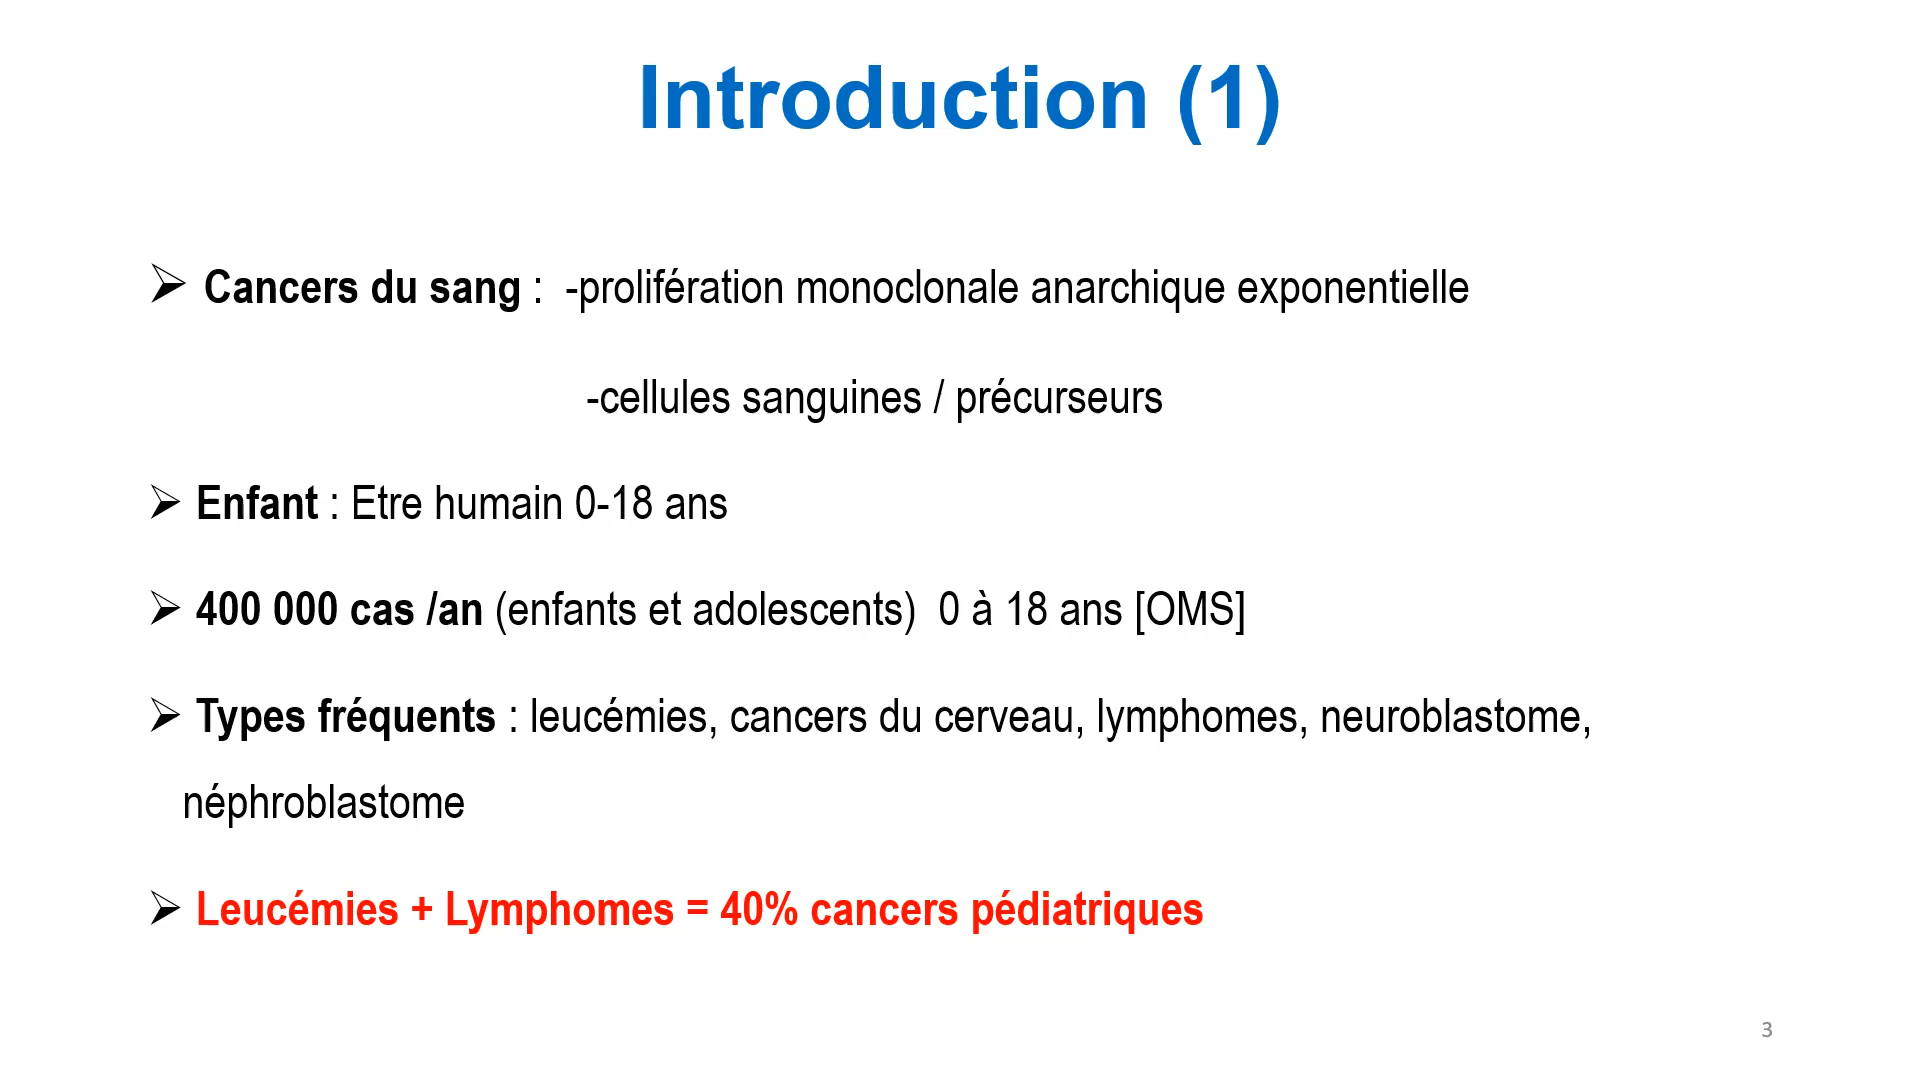 Introduction (1)
➢ Cancers du sang : -prolifération monoclonale anarchique exponentielle
-cellules sanguines / précurseurs
➢ Enfant : Etre humain 0-18 ans
➢ 400 000 cas /an (enfants et adolescents) 0 à 18 ans [OMS]
➢ Types fréquents : leucémies, cancers du cerveau, lymphomes, neuroblastome,
néphroblastome
➢ Leucémies + Lymphomes = 40% cancers pédiatriques
3